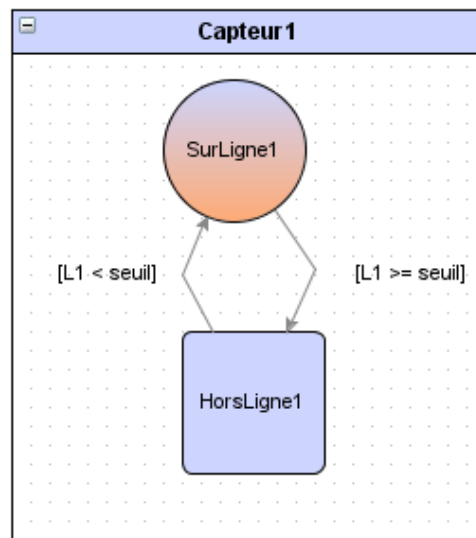 Capteur1
SurLigne1
[L1 < seuil]
[L1 >= seuil]
HorsLigne1